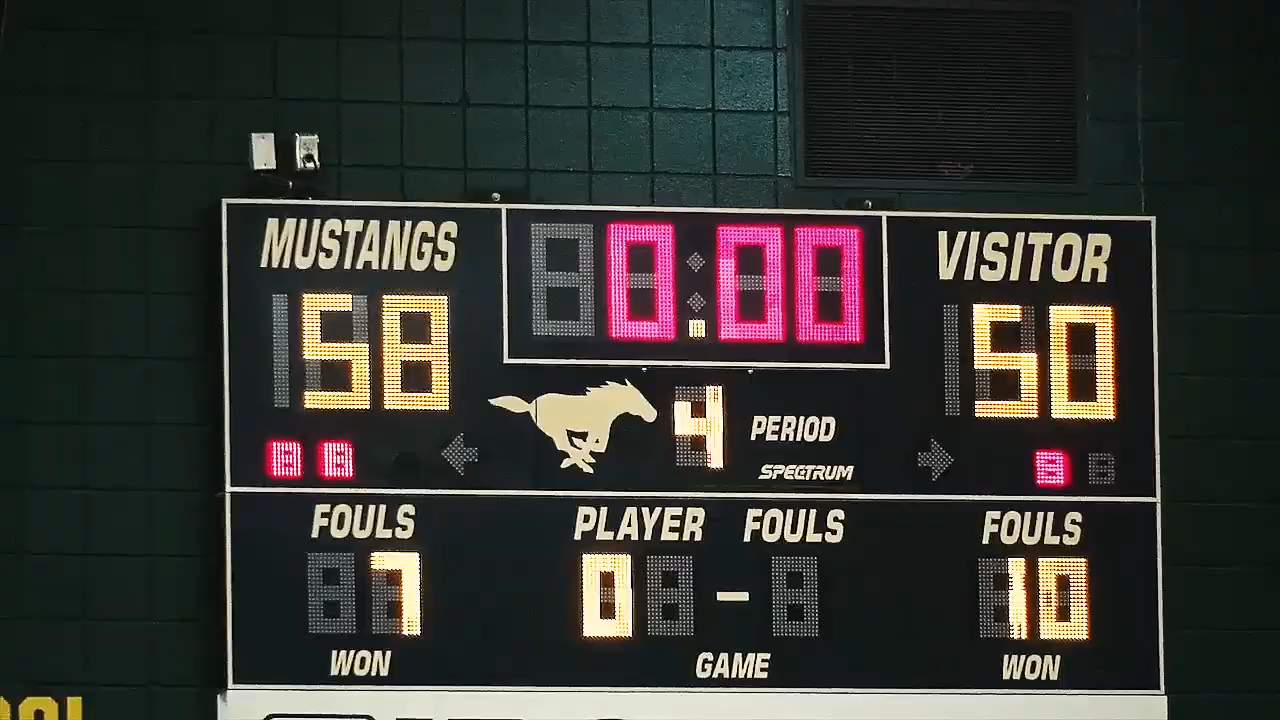 MUSTANGS
0:00
VISITOR
58
50
4
PERIOD
SPECTRUM
FOULS
PLAYER FOULS
FOULS
7
0 -
10
WON
GAME
WON